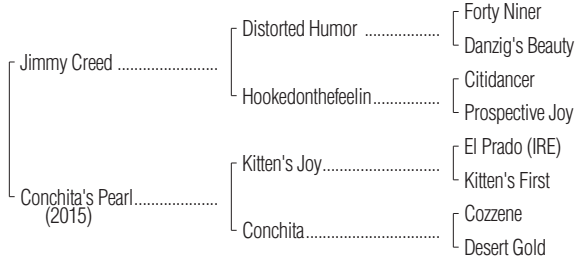 Forty Niner
Distorted Humor ..................
Danzig's Beauty
Jimmy Creed ........................
Citidancer
Hookedonthefeelin................
Prospective Joy
El Prado (IRE)
Kitten's Joy............................
Kitten's First
Conchita's Pearl....................
(2015)
Cozzene
Conchita................................
Desert Gold